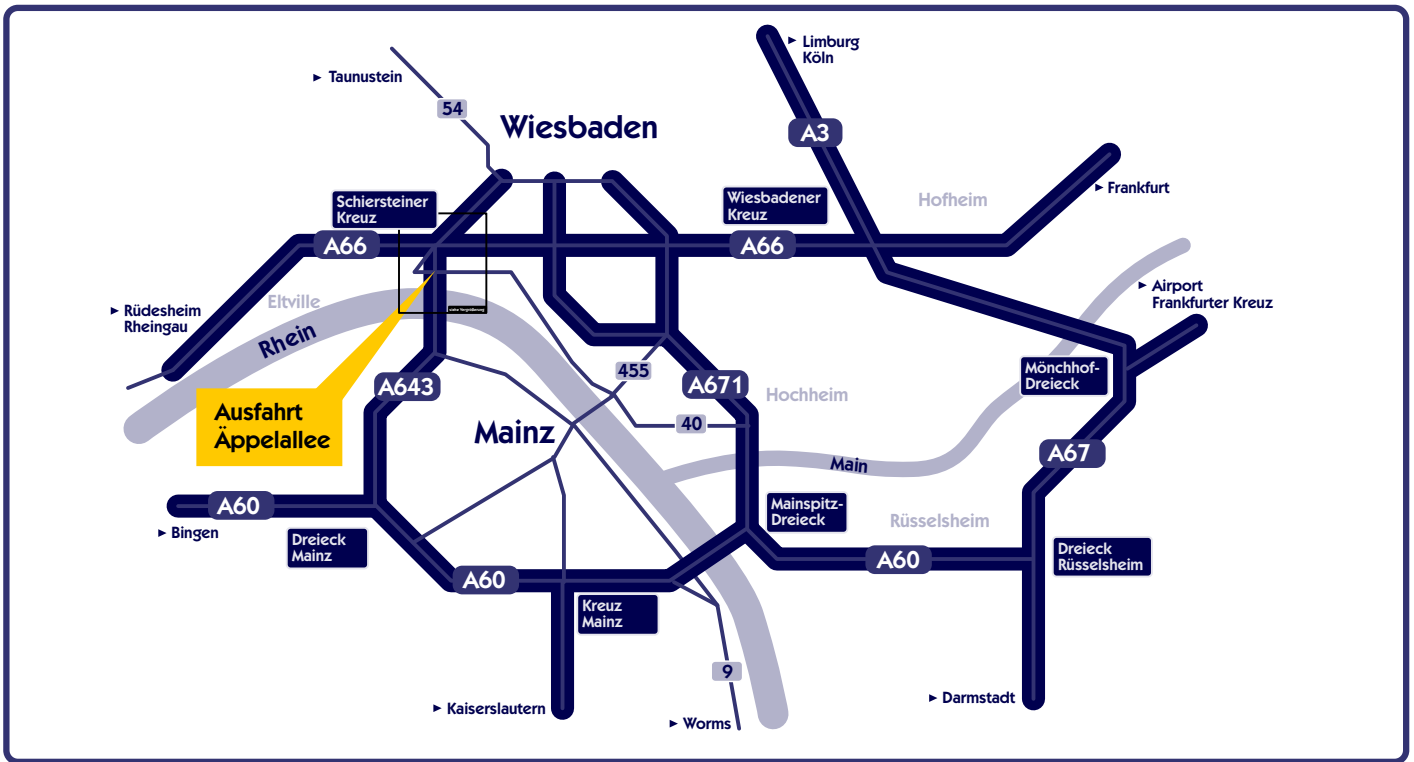 Limburg
Köln
Taunustein
54
Wiesbaden
A3
Frankfurt
Schiersteiner
Kreuz
Wiesbadener
Kreuz
Hofheim
A66
A66
Airport
Frankfurter Kreuz
Eltville
siehe Vergrößerung
Rüdesheim
Rheingau
Rhein
455
A643
A671
Mönchhof-
Dreieck
Hochheim
Ausfahrt
Äppelallee
40
Mainz
A67
Main
A60
Mainspitz-
Dreieck
Rüsselsheim
Bingen
Dreieck
Mainz
A60
A60
Dreieck
Rüsselsheim
Kreuz
Mainz
9
Kaiserslautern
Worms
Darmstadt